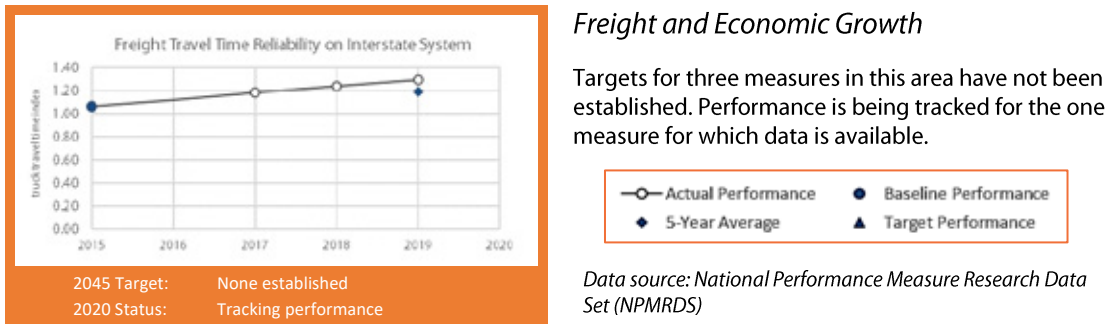 Freight Travel Time Reliability on Interstate System
trucktraveltimeindex
1.40
1.20
1.00
0.80
0.60
0.40
0.20
0.00
2015 2016 2017 2018 2019 2020
2045 Target: None established
2020 Status: Tracking performance
Freight and Economic Growth
Targets for three measures in this area have not been
established. Performance is being tracked for the one
measure for which data is available.
Actual Performance Baseline Performance
5-Year Average Target Performance
Data source: National Performance Measure Research Data
Set (NPMRDS)